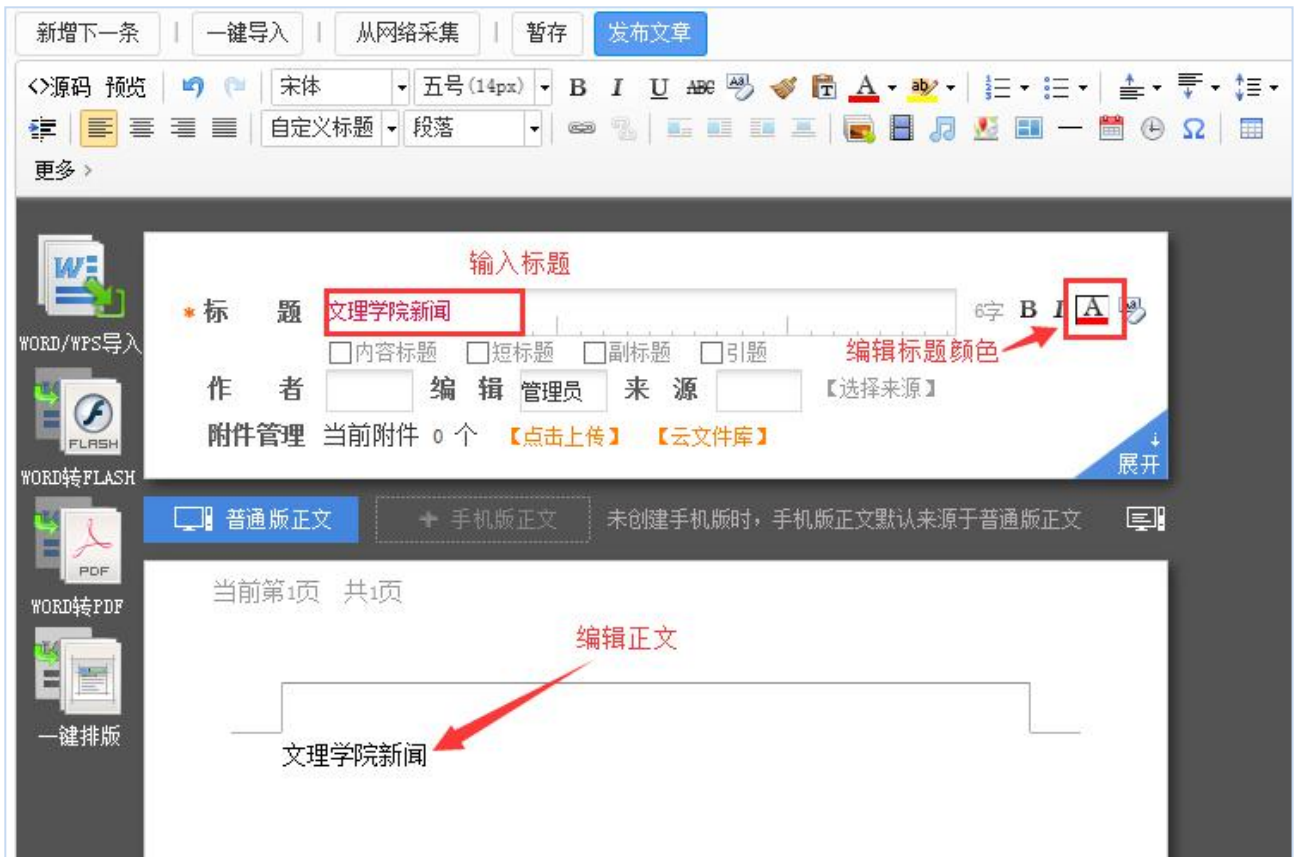 新增下一条 一键导入 从网络采集 暂存 发布文章
<>源码 预览 宋体 五号(14px) B I U ABC A ab
自定义标题 段落 Ω
更多 >
输入标题
W
*标 题 文理学院新闻 6字 B I A
WORD/WPS导入
内容标题 短标题 副标题 引题 编辑标题颜色
作 者 编 辑 管理员 来 源 【选择来源】
FLASH
附件管理 当前附件 0 个 【点击上传】 【云文件库】
↓
展开
WORD转FLASH
普通版正文 + 手机版正文 未创建手机版时，手机版正文默认来源于普通版正文
PDF
WORD转PDF
当前第1页 共1页
编辑正文
一键排版
文理学院新闻